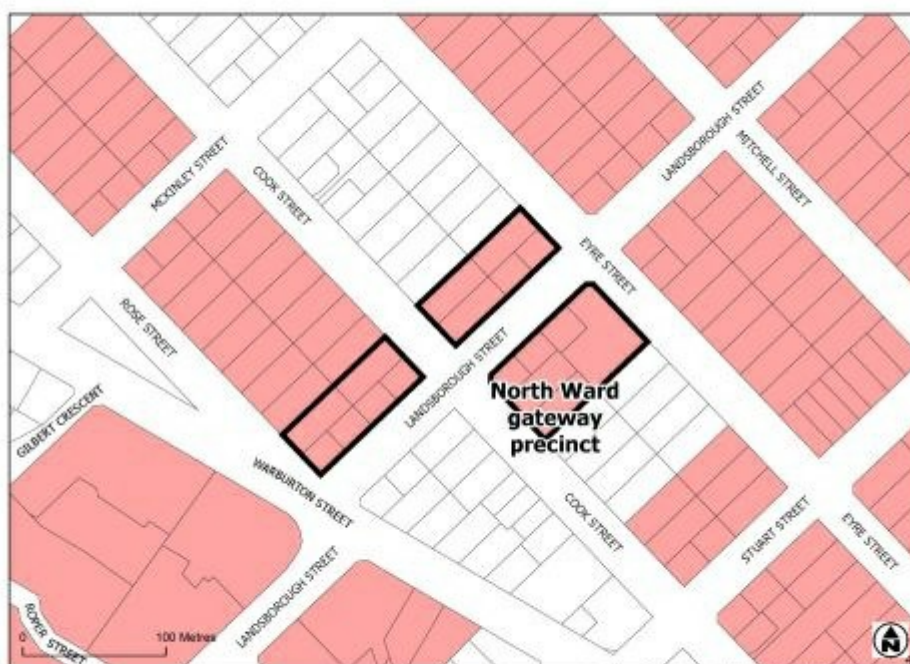 LANDSBOROUGH STREET
MITCHELL STREET
MCKINLEY STREET
COOK STREET
EYRE STREET
ROSE STREET
LANDSBOROUGH STREET
North Ward
gateway
precinct
GILBERT CRESCENT
WARBURTON STREET
COOK STREET
STUART STREET
EYRE STREET
LANDSBOROUGH STREET
ROPER STREET
0 100 Metres
N